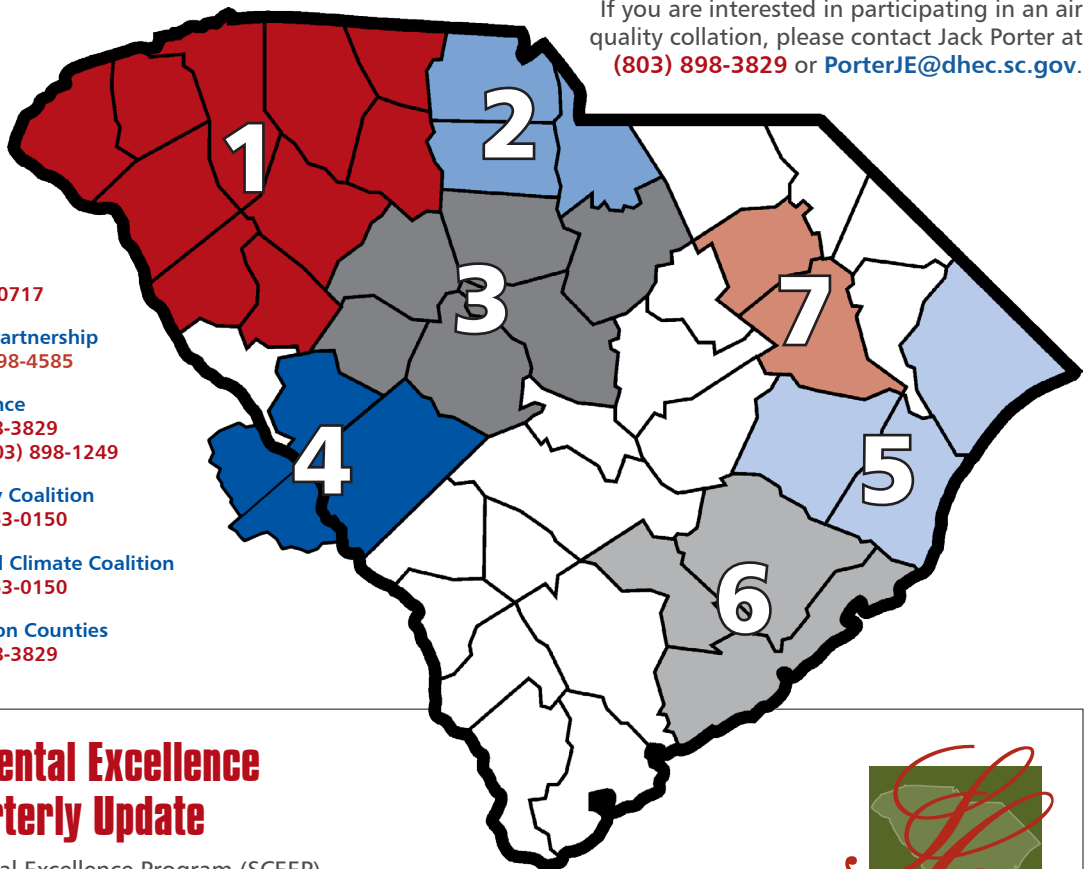 If you are interested in participating in an air
quality collation, please contact Jack Porter at
(803) 898-3829 or PorterJE@dhec.sc.gov.
1
2
3
4
5
6
7
0717
artnership
98-4585
nce
3-3829
03) 898-1249
y Coalition
53-0150
d Climate Coalition
53-0150
on Counties
3-3829
ental Excellence
rterly Update
al Excellence Program (SCEEP)